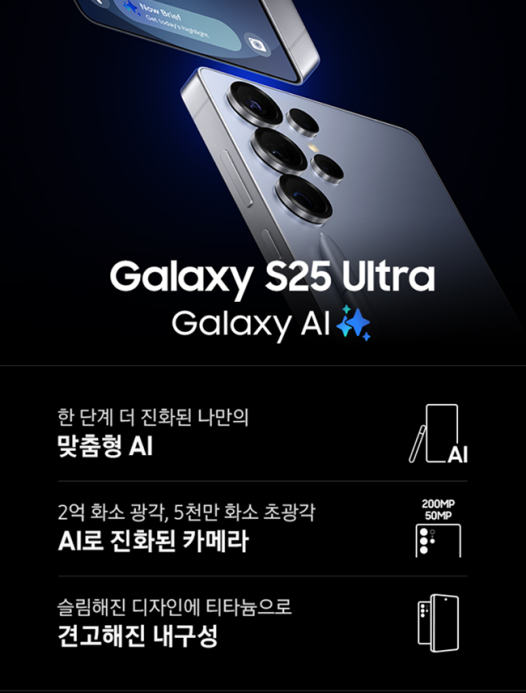 Now Brief
Get today's highlight
Galaxy S25 Ultra
Galaxy AI
한 단계 더 진화된 나만의
맞춤형 AI
AI
2억 화소 광각, 5천만 화소 초광각
AI로 진화된 카메라
200MP
50MP
슬림해진 디자인에 티타늄으로
견고해진 내구성